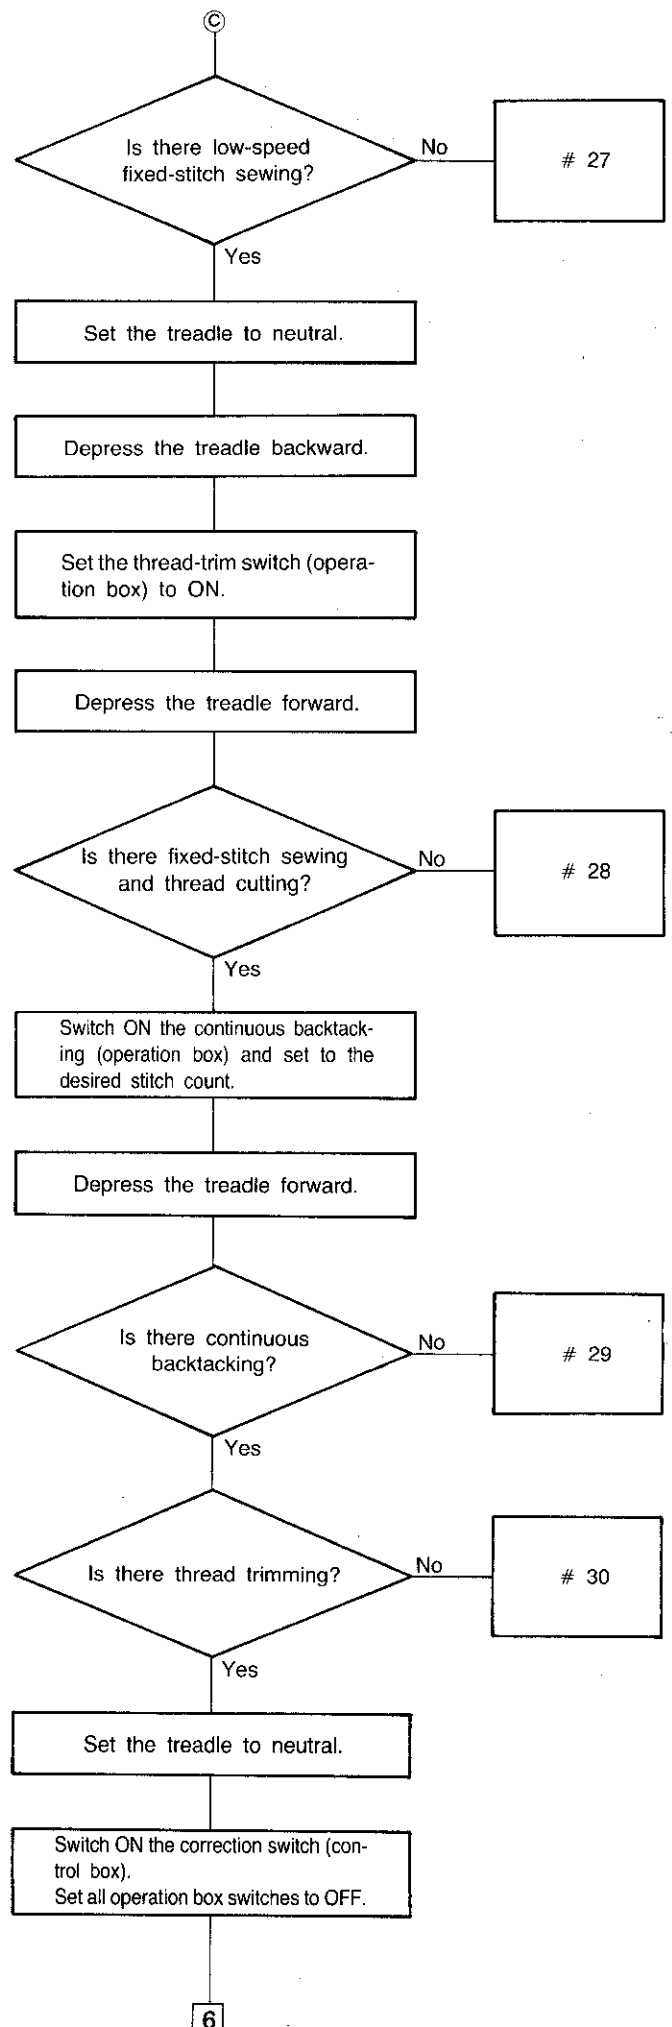 C
Is there low-speed
fixed-stitch sewing?
No
# 27
Yes
Set the treadle to neutral.
Depress the treadle backward.
Set the thread-trim switch (opera-
tion box) to ON.
Depress the treadle forward.
Is there fixed-stitch sewing
and thread cutting?
No
# 28
Yes
Switch ON the continuous backtack-
ing (operation box) and set to the
desired stitch count.
Depress the treadle forward.
Is there continuous
backtacking?
No
# 29
Yes
Is there thread trimming?
No
# 30
Yes
Set the treadle to neutral.
Switch ON the correction switch (con-
trol box).
Set all operation box switches to OFF.
6